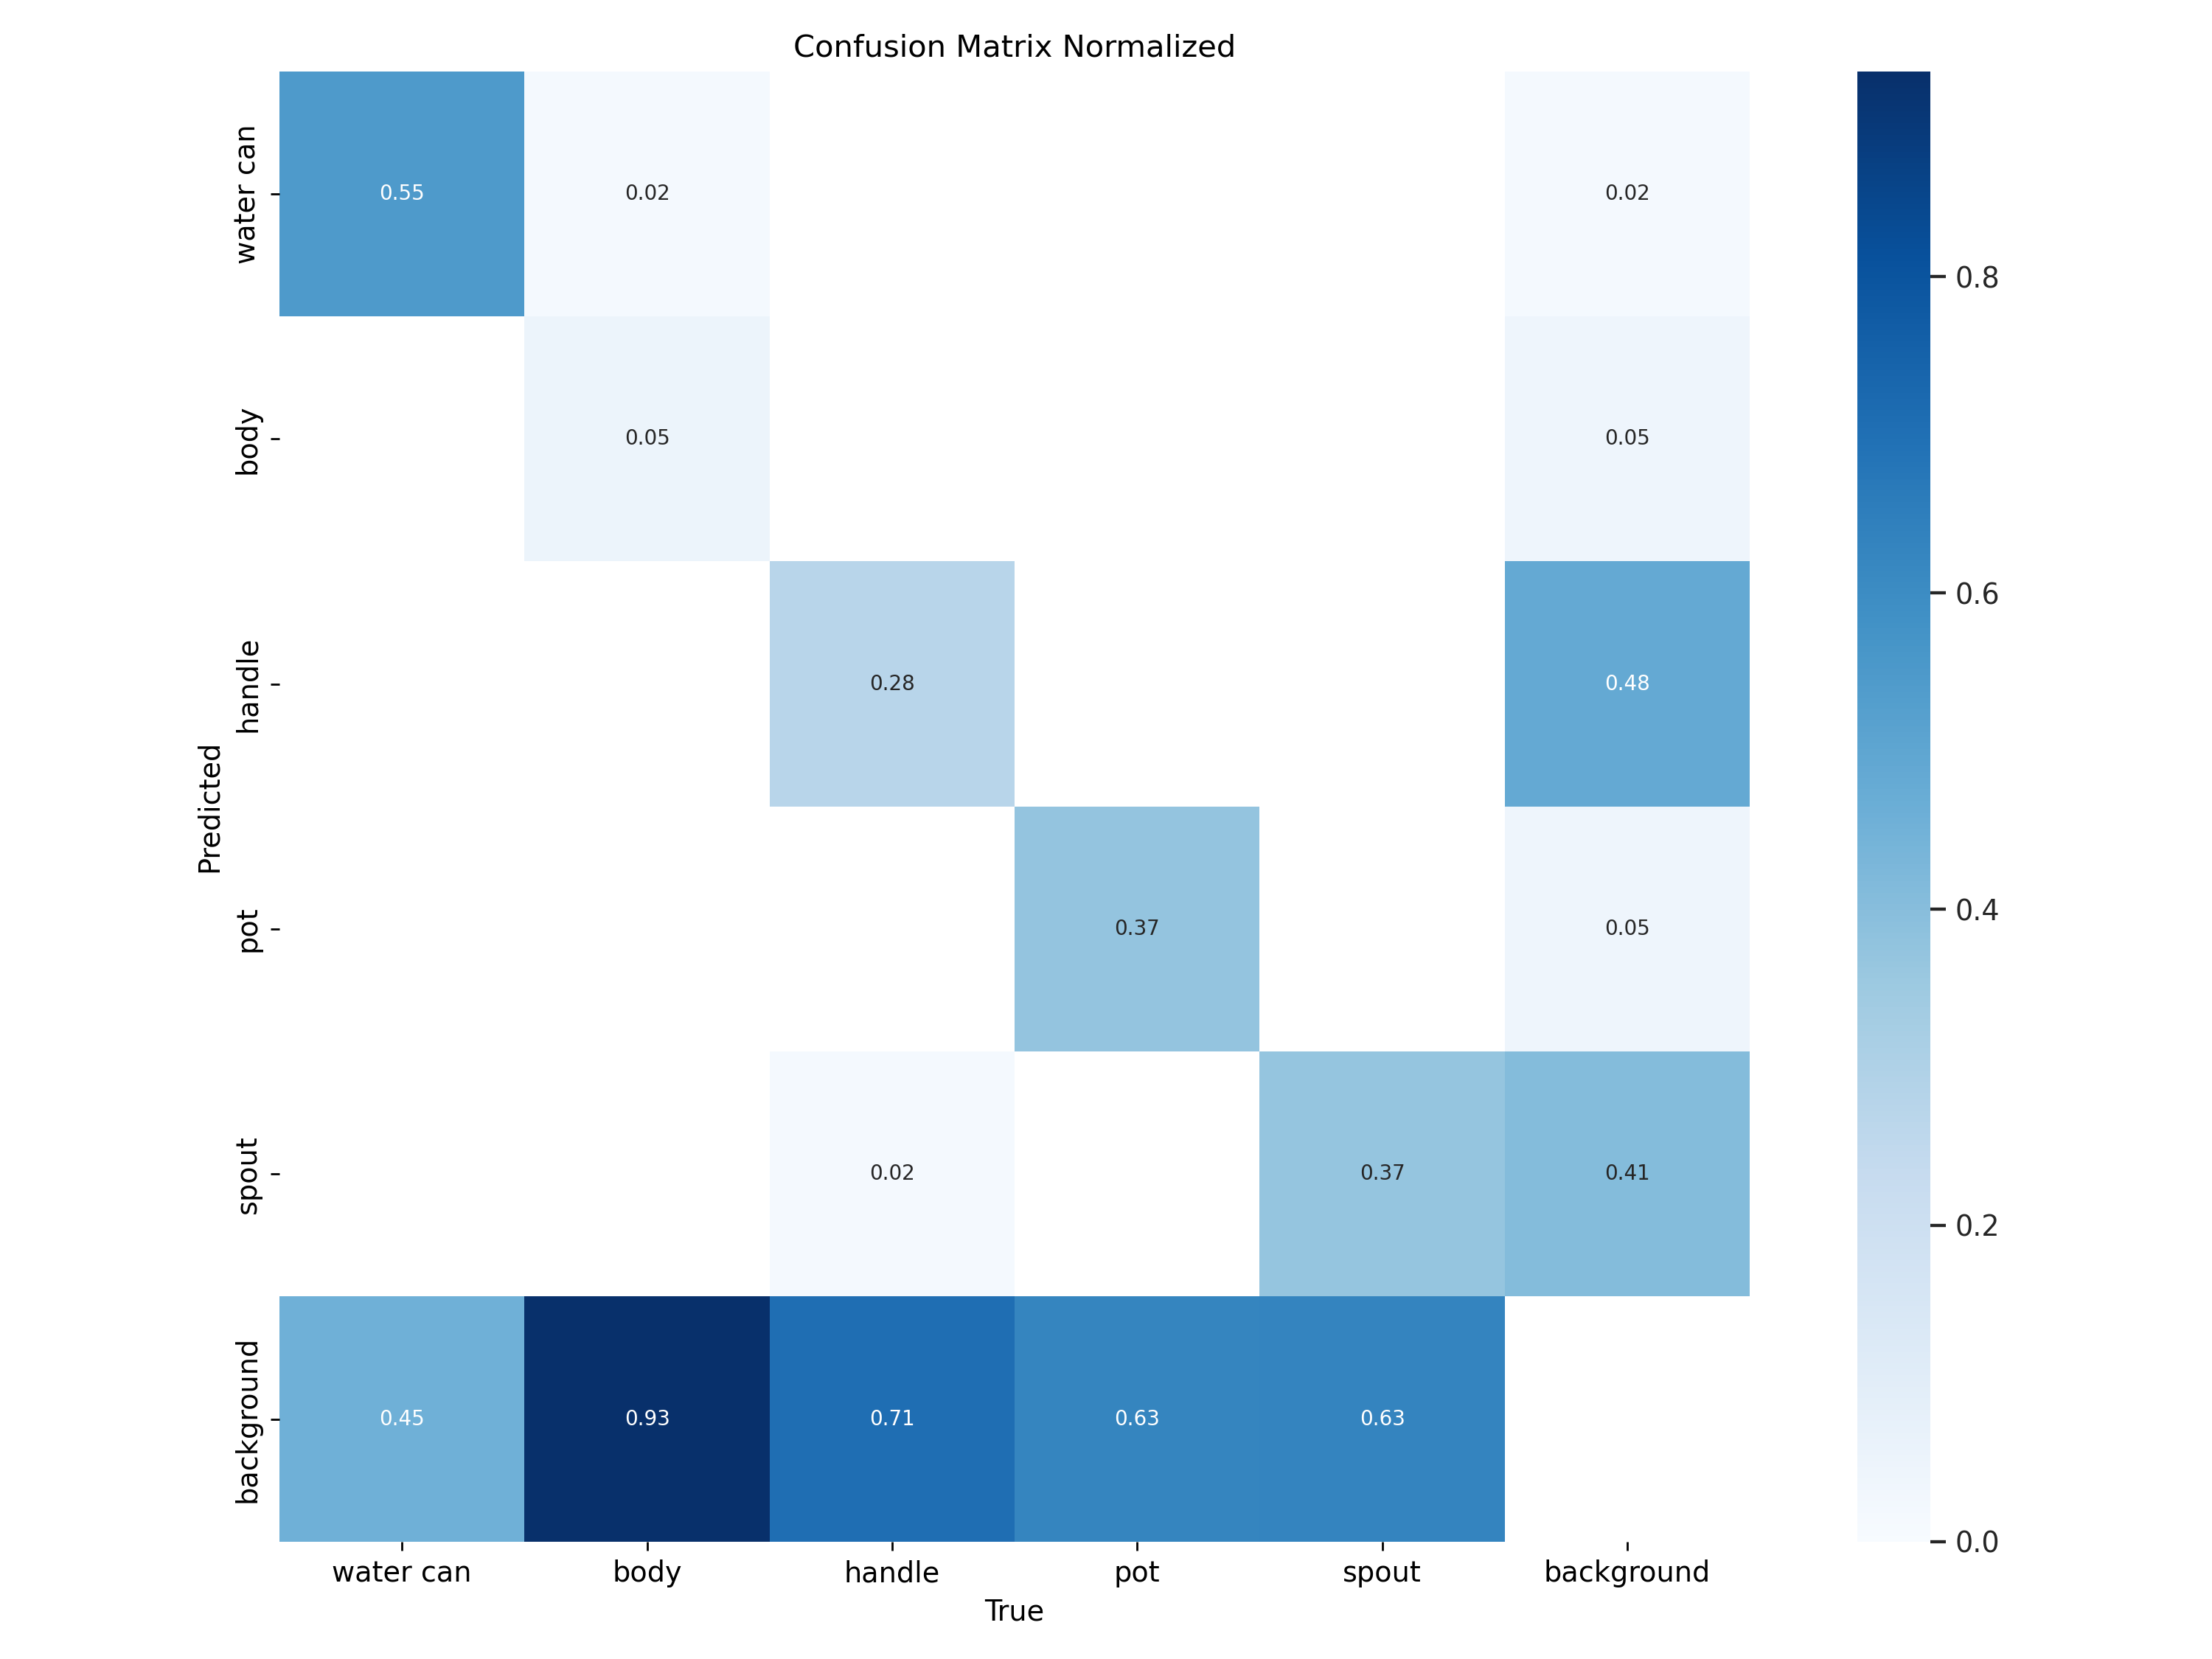 Confusion Matrix Normalized
water can
0.55
0.02
0.02
0.8
body
0.05
0.05
0.6
handle
0.28
0.48
Predicted
pot
0.37
0.05
0.4
spout
0.02
0.37
0.41
0.2
background
0.45
0.93
0.71
0.63
0.63
0.0
water can
body
handle
pot
spout
background
True